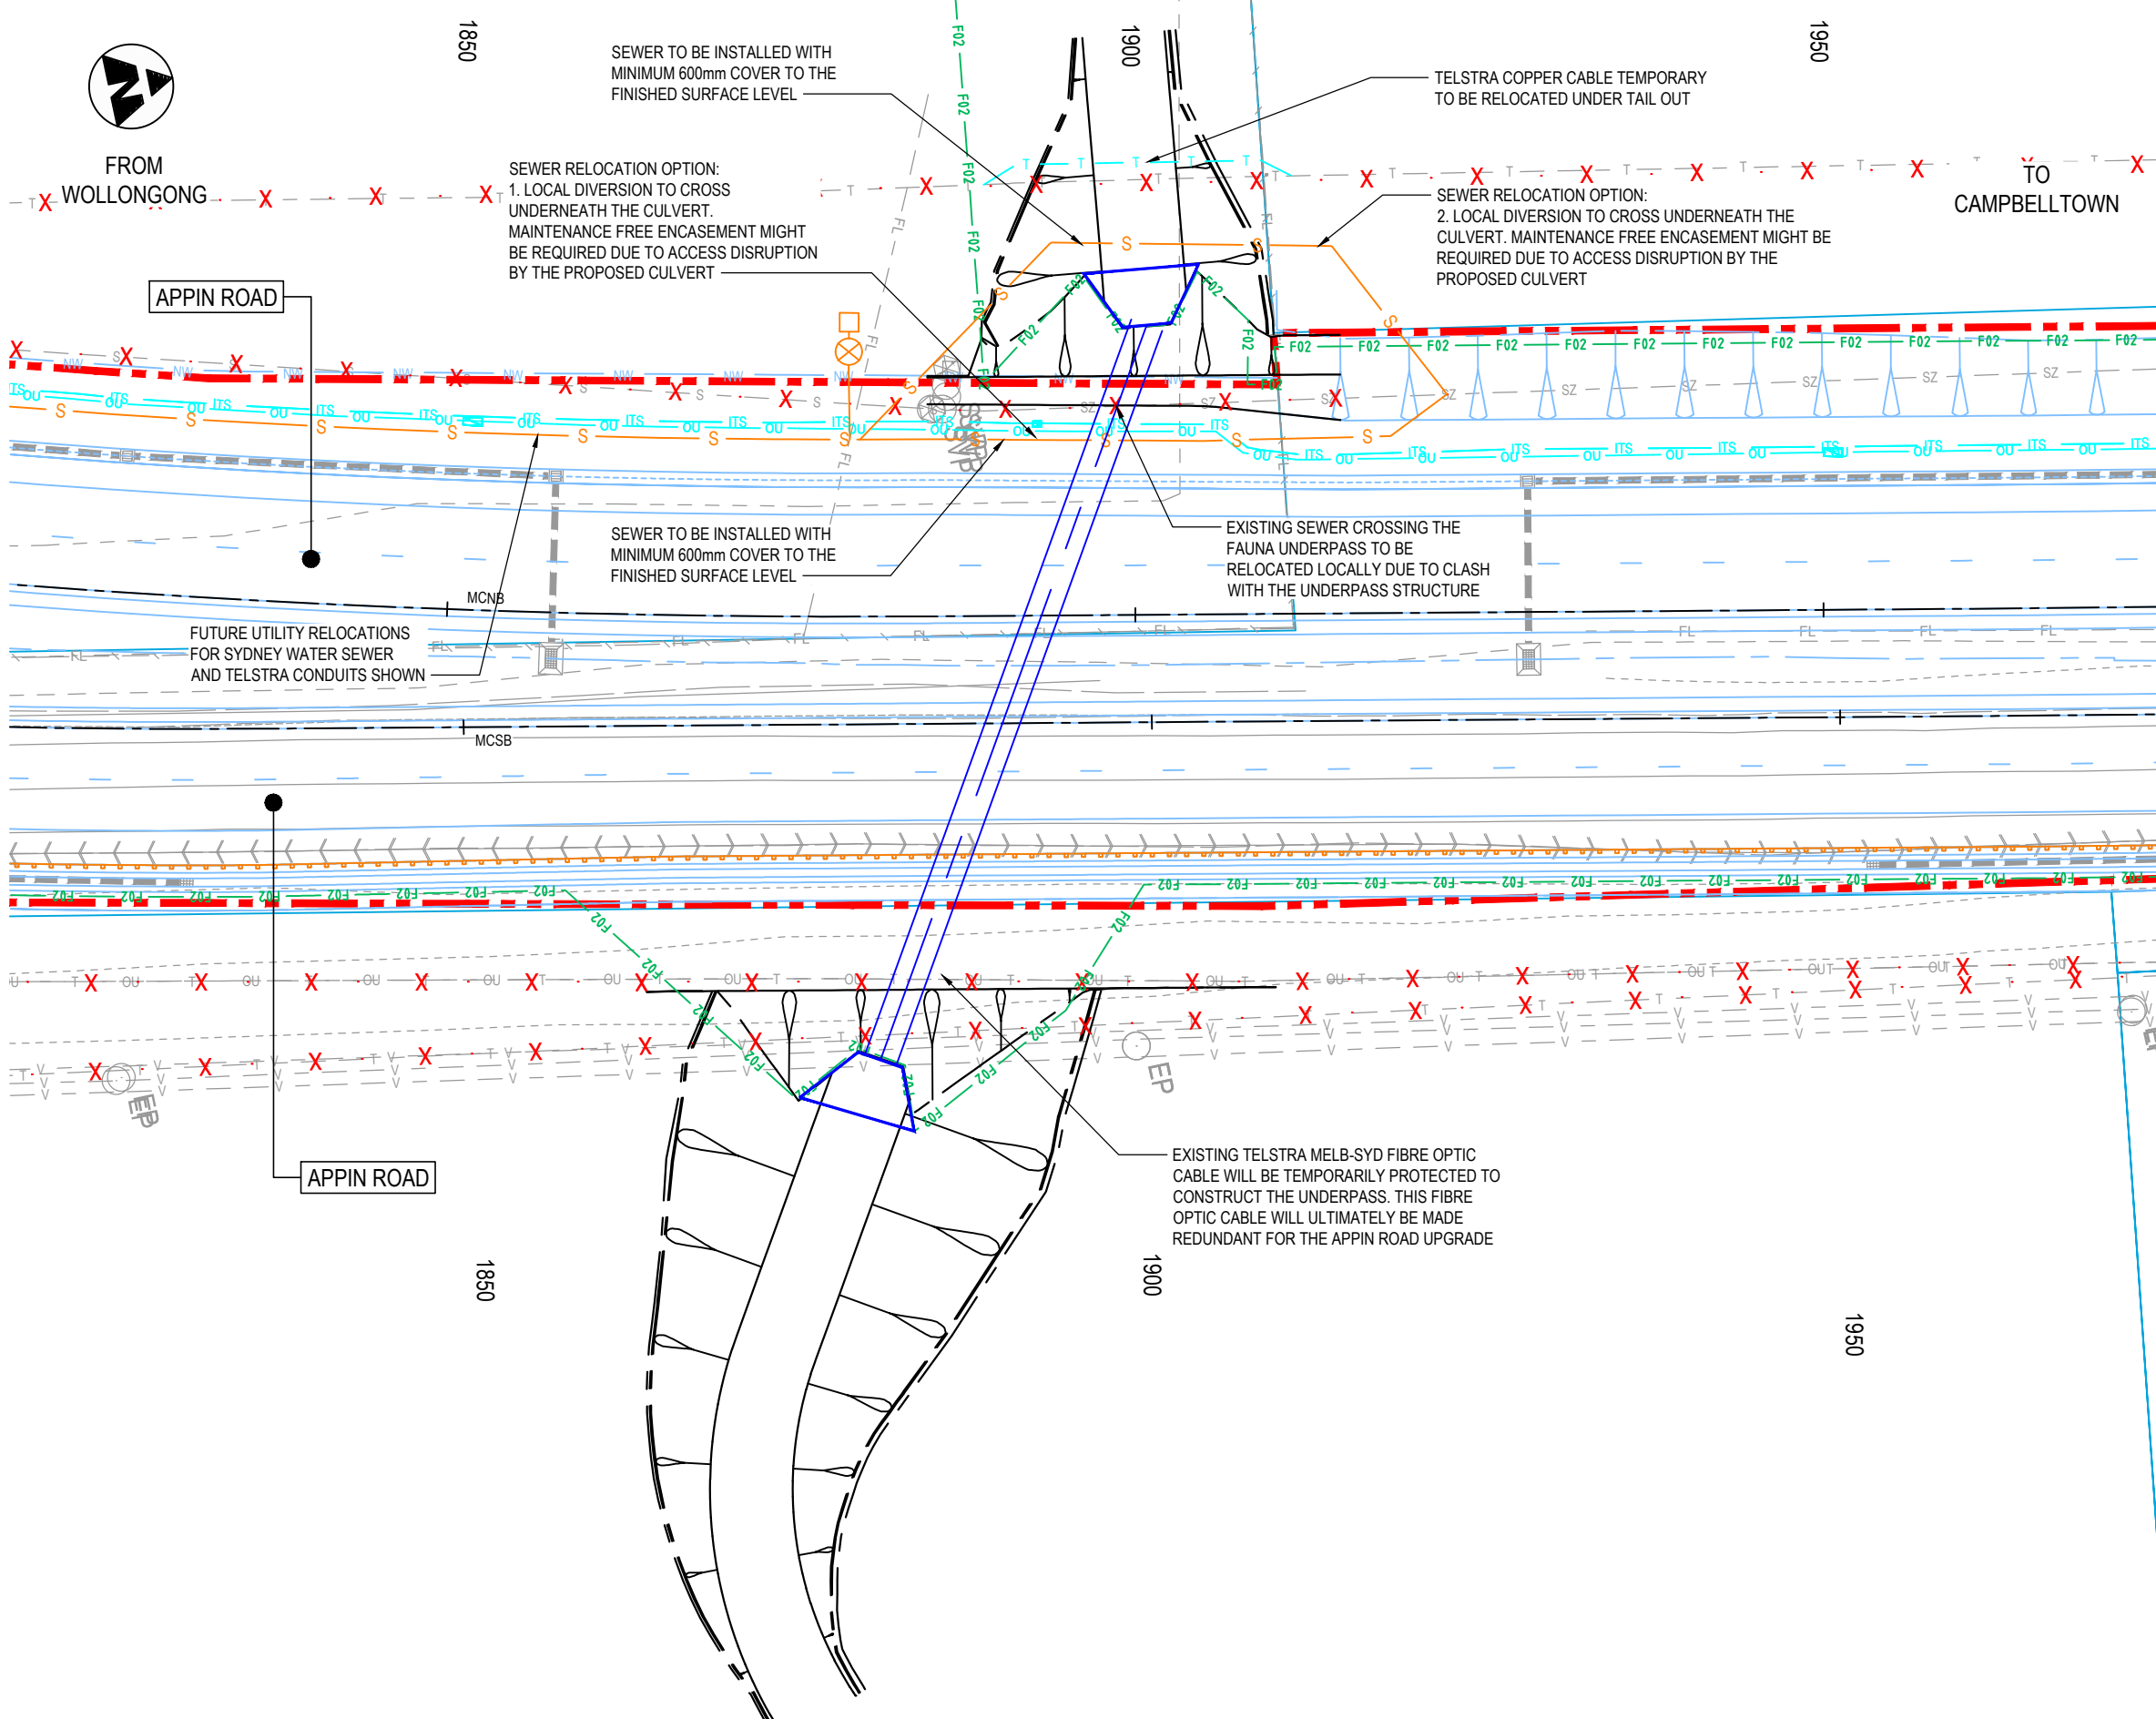 1850
1900
1950
N
FROM
WOLLONGONG
SEWER TO BE INSTALLED WITH
MINIMUM 600mm COVER TO THE
FINISHED SURFACE LEVEL
TELSTRA COPPER CABLE TEMPORARY
TO BE RELOCATED UNDER TAIL OUT
SEWER RELOCATION OPTION:
1. LOCAL DIVERSION TO CROSS
UNDERNEATH THE CULVERT.
MAINTENANCE FREE ENCASEMENT MIGHT
BE REQUIRED DUE TO ACCESS DISRUPTION
BY THE PROPOSED CULVERT
TO
CAMPBELLTOWN
SEWER RELOCATION OPTION:
2. LOCAL DIVERSION TO CROSS UNDERNEATH THE
CULVERT. MAINTENANCE FREE ENCASEMENT MIGHT BE
REQUIRED DUE TO ACCESS DISRUPTION BY THE
PROPOSED CULVERT
APPIN ROAD
SEWER TO BE INSTALLED WITH
MINIMUM 600mm COVER TO THE
FINISHED SURFACE LEVEL
EXISTING SEWER CROSSING THE
FAUNA UNDERPASS TO BE
RELOCATED LOCALLY DUE TO CLASH
WITH THE UNDERPASS STRUCTURE
MCNB
FUTURE UTILITY RELOCATIONS
FOR SYDNEY WATER SEWER
AND TELSTRA CONDUITS SHOWN
MCSB
EP
EP
APPIN ROAD
EXISTING TELSTRA MELB-SYD FIBRE OPTIC
CABLE WILL BE TEMPORARILY PROTECTED TO
CONSTRUCT THE UNDERPASS. THIS FIBRE
OPTIC CABLE WILL ULTIMATELY BE MADE
REDUNDANT FOR THE APPIN ROAD UPGRADE
1850
1900
1950